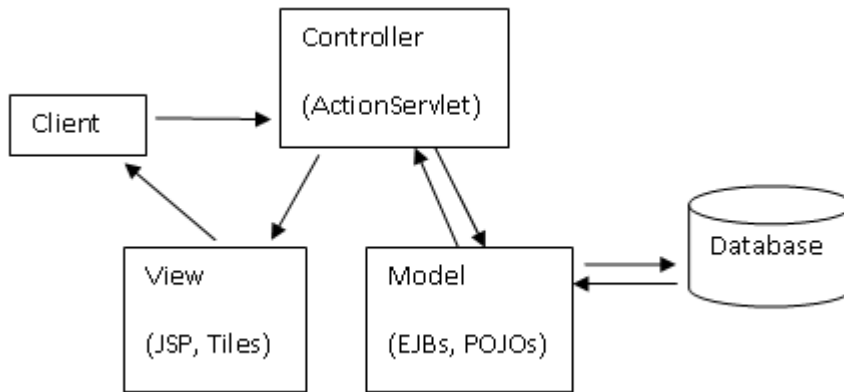 Controller
(ActionServlet)
Client
Database
View
(JSP, Tiles)
Model
(EJBs, POJOs)